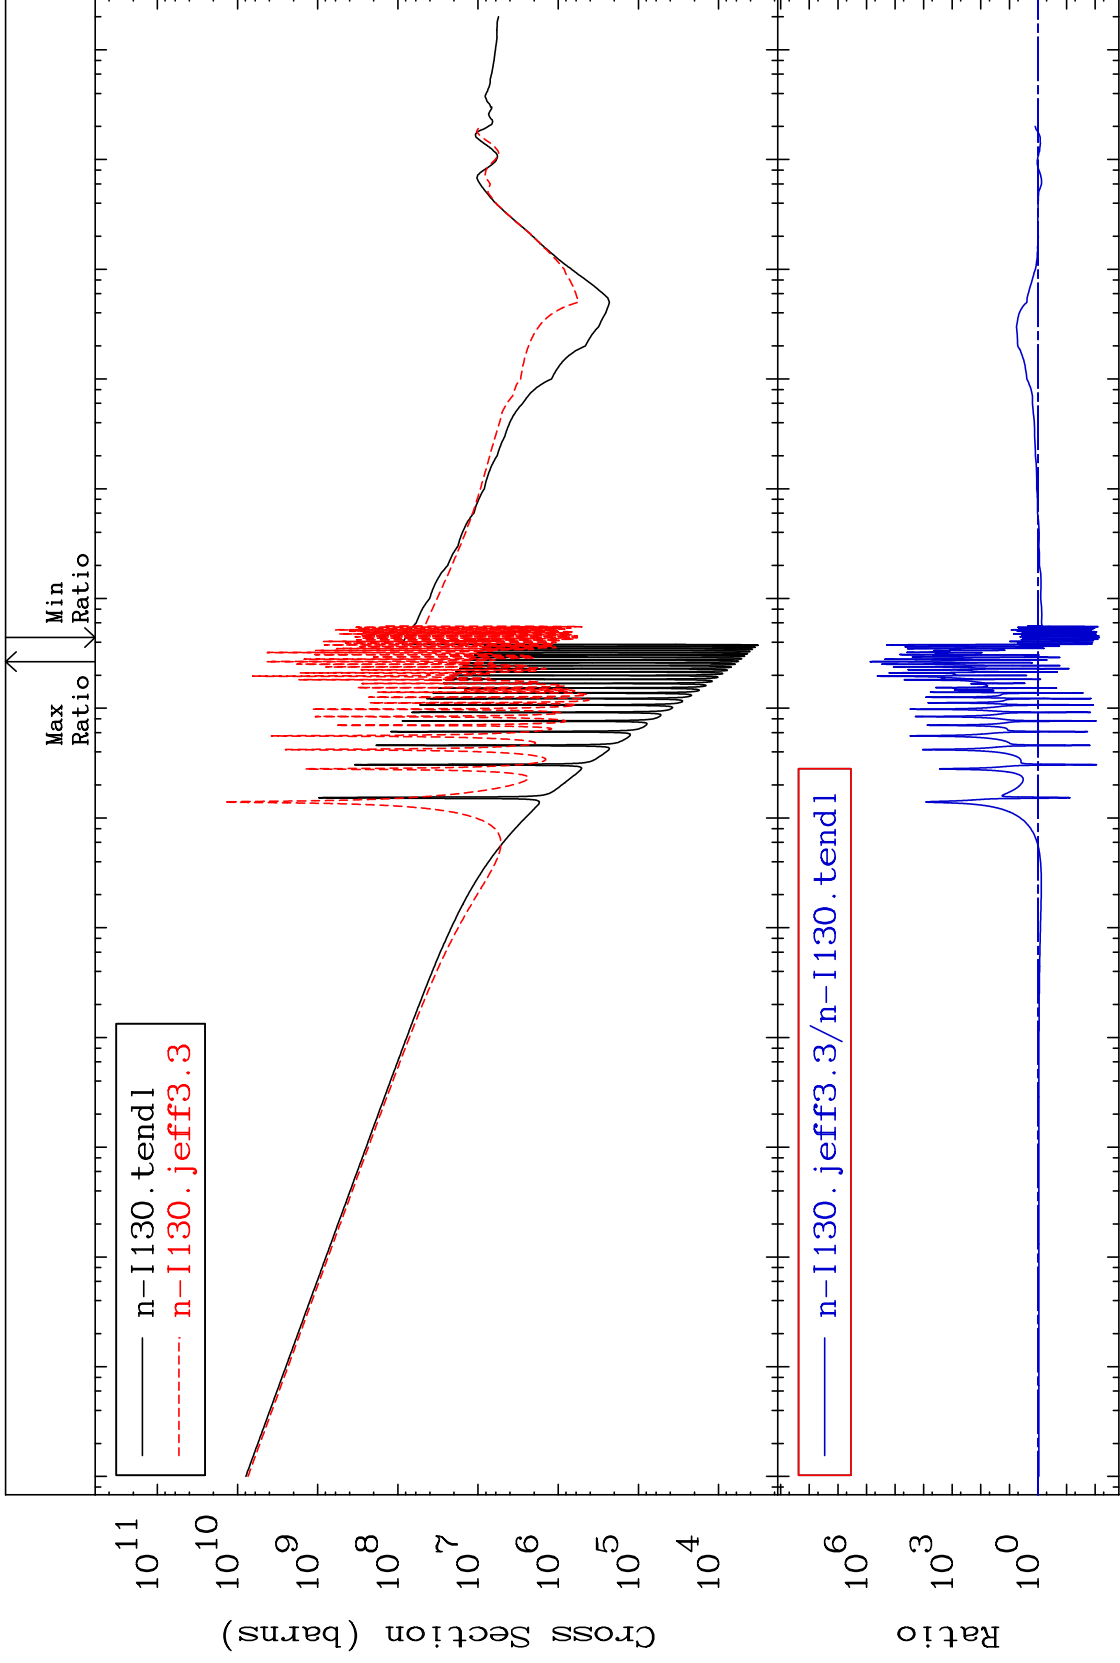 Max
Ratio
Min
Ratio
n-I130.tendl
n-I130.jeff3.3
10 11
10 10
10 9
10 8
10 7
10 6
10 5
10 4
Cross Section (barns)
n-I130.jeff3.3/n-I130.tendl
10 6
10 3
10 0
Ratio